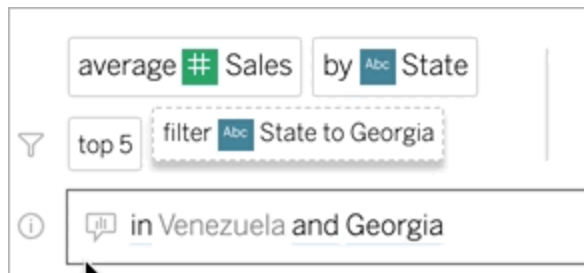 average # Sales by Abc State
top 5 filter Abc State to Georgia
in Venezuela and Georgia